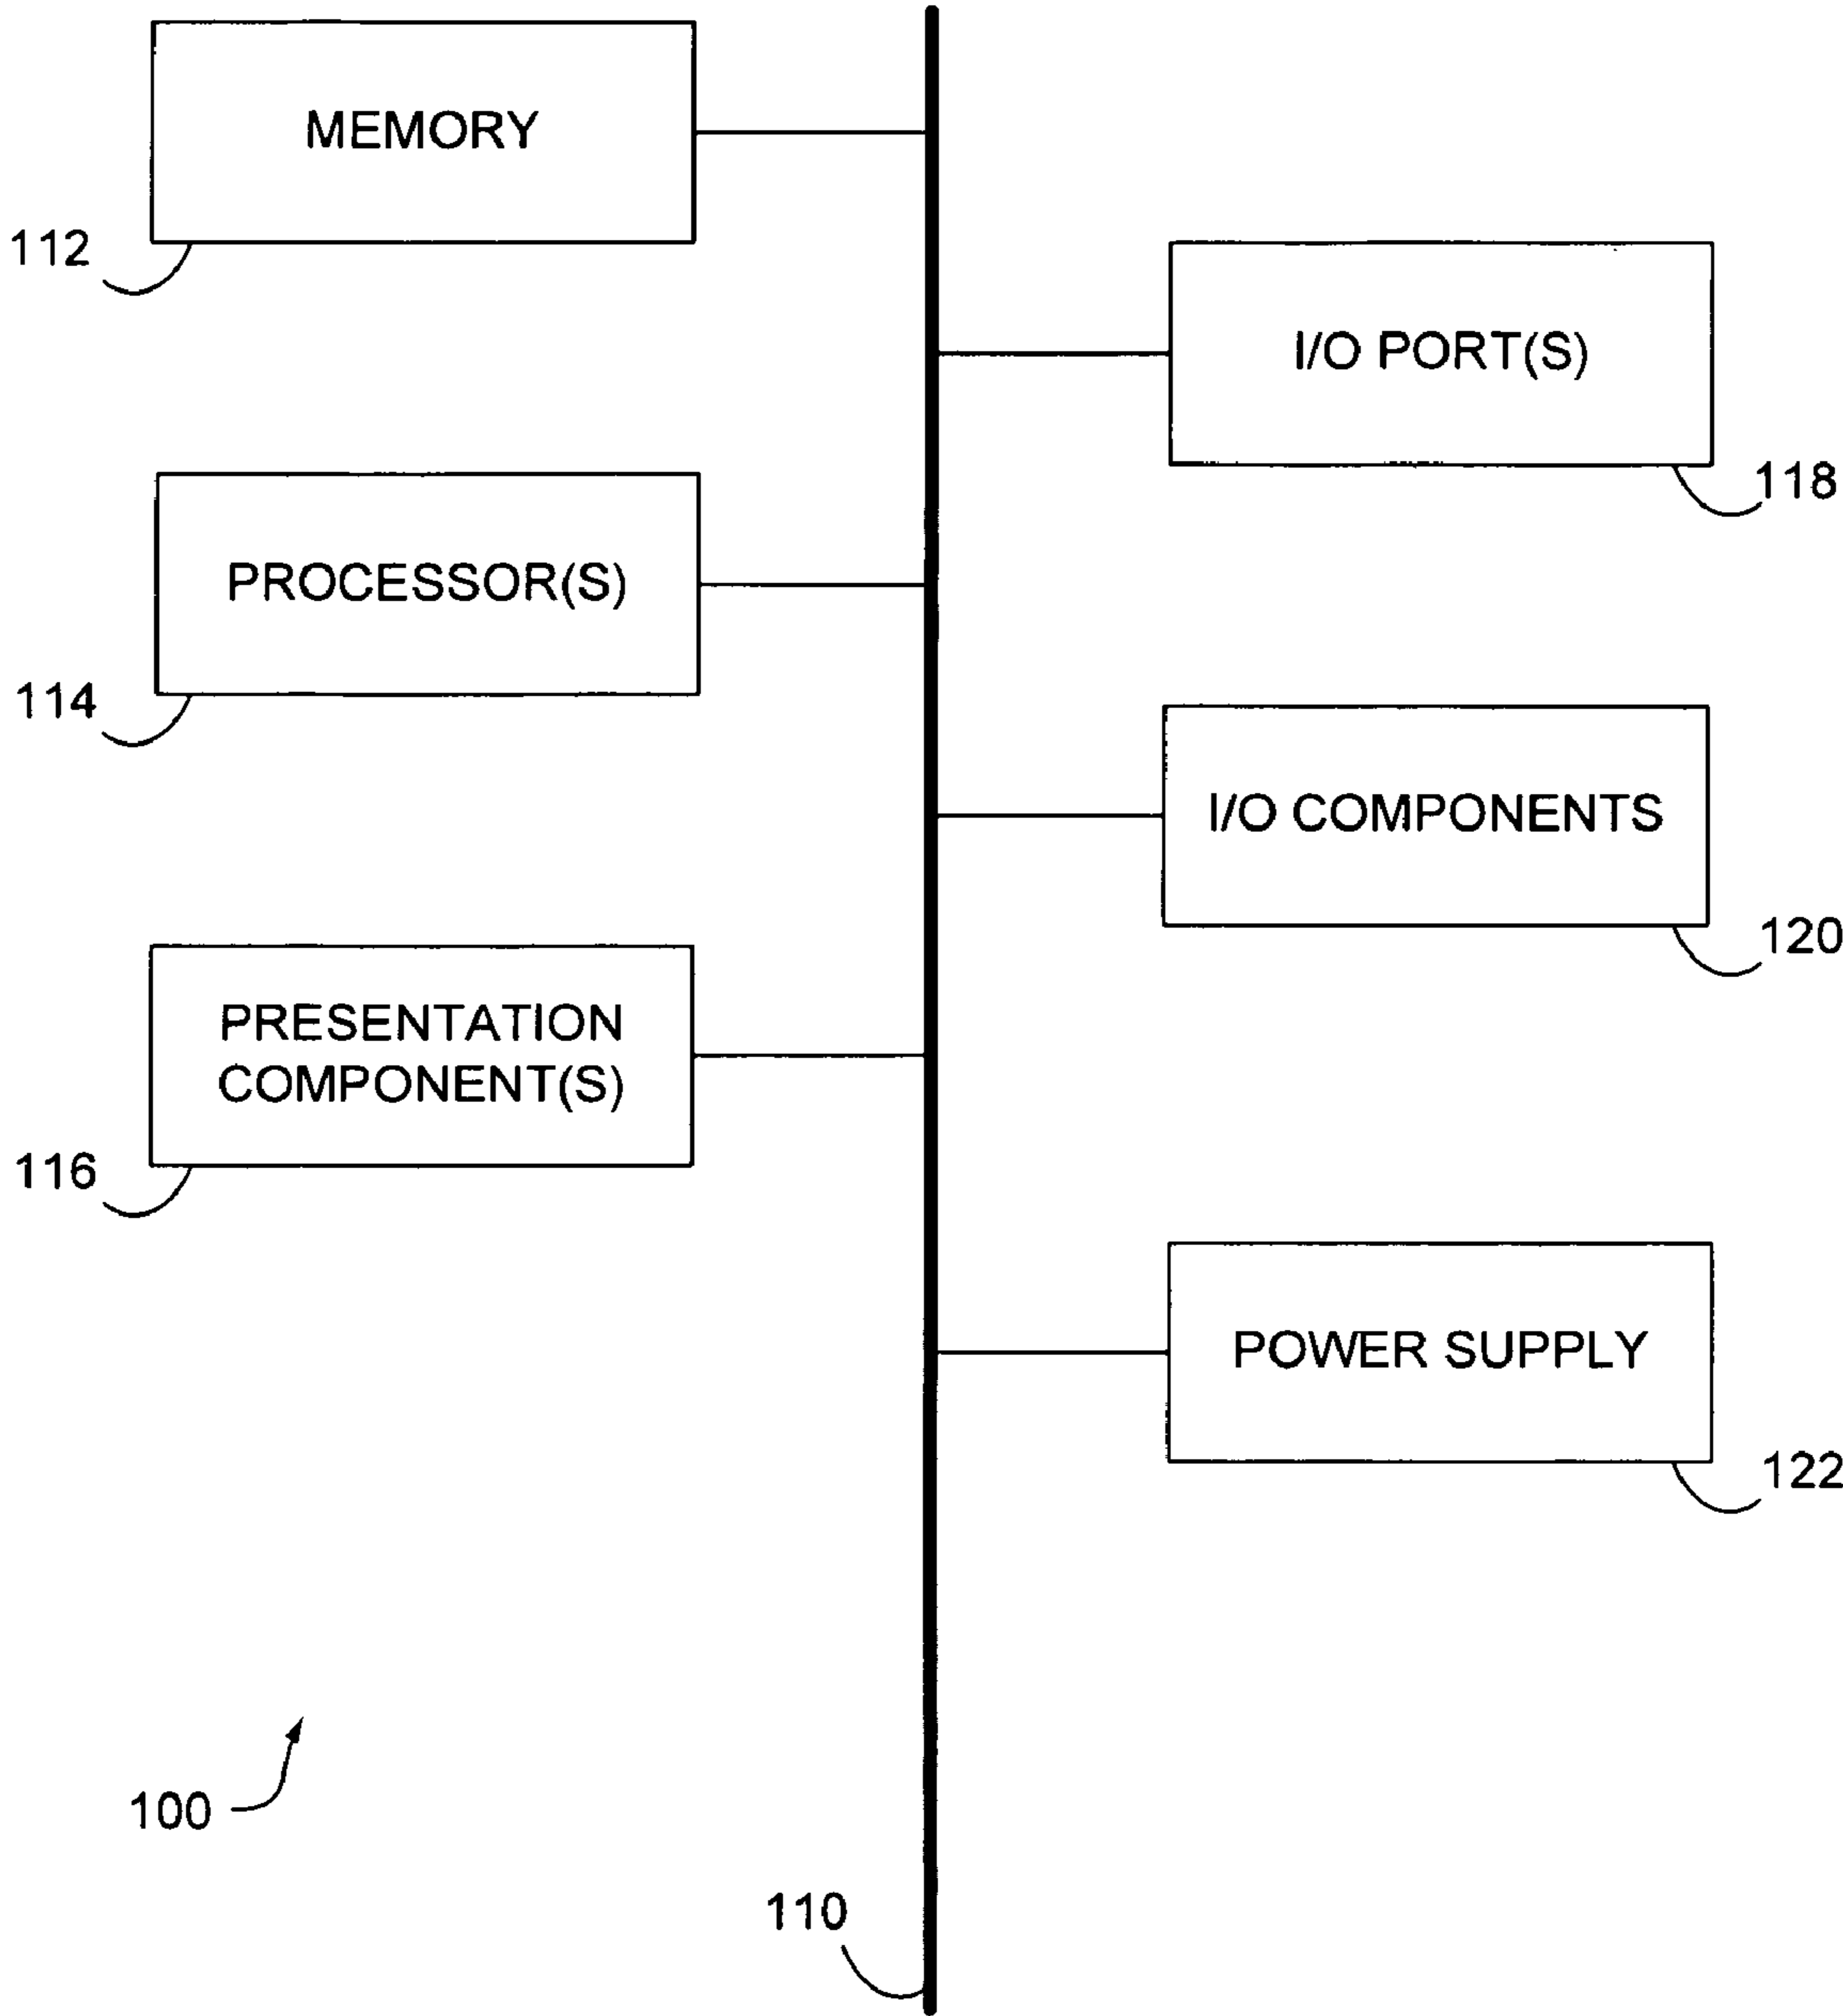 MEMORY
112
I/O PORT(S)
118
PROCESSOR(S)
114
I/O COMPONENTS
120
PRESENTATION
COMPONENT(S)
116
POWER SUPPLY
122
100
110